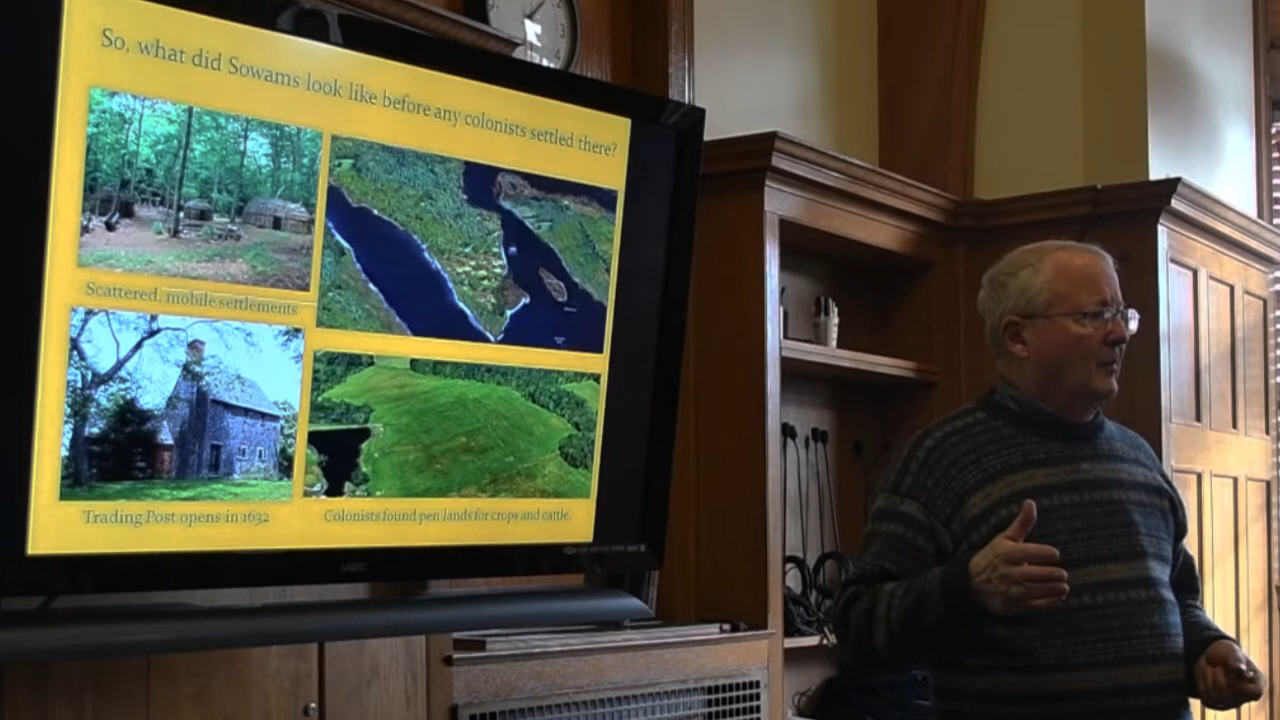 So, what did Sowams look like before any colonists settled there?
Scattered, mobile settlements
Trading Post opens in 1632
Colonists found pen lands for crops and cattle.
VIZIO